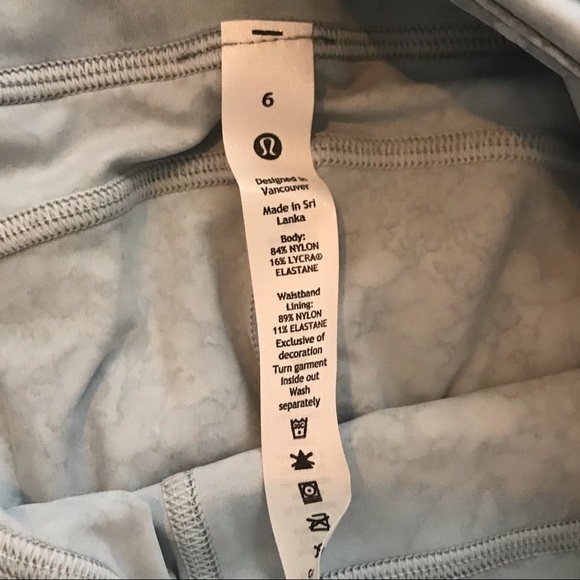 6
Designed in
Vancouver
Made in Sri
Lanka
Body:
84% NYLON
16% LYCRA®
ELASTANE
Waistband
Lining:
89% NYLON
11% ELASTANE
Exclusive of
decoration
Turn garment
inside out
Wash
separately